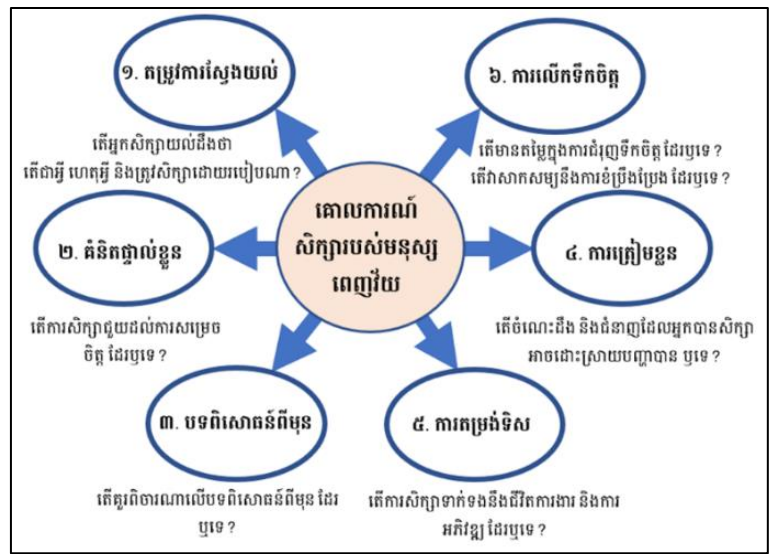 ១. តម្រូវការស្វែងយល់
តើអ្នកសិក្សាយល់ដឹងថា
តើជាអ្វី ហេតុអ្វី និងត្រូវសិក្សាដោយរបៀបណា?
២. គំនិតផ្ទាល់ខ្លួន
តើការសិក្សាជួយដល់ការសម្រេច
ចិត្ត ដែរឬទេ?
៣. បទពិសោធន៍ពីមុន
តើគួរពិចារណាលើបទពិសោធន៍ពីមុន ដែរ
ឬទេ?
គោលការណ៍
សិក្សារបស់មនុស្ស
ពេញវ័យ
៦. ការលើកទឹកចិត្ត
តើមានតម្លៃក្នុងការជំរុញទឹកចិត្ត ដែរឬទេ?
តើវាសាកសម្យនឹងការខំប្រឹងប្រែង ដែរឬទេ?
៤. ការត្រៀមខ្លួន
តើចំណេះដឹង និងជំនាញដែលអ្នកបានសិក្សា
អាចដោះស្រាយបញ្ហាបាន ឬទេ?
៥. ការតម្រង់ទិស
តើការសិក្សាទាក់ទងនឹងជីវិតការងារ និងការ
អភិវឌ្ឍ ដែរឬទេ?